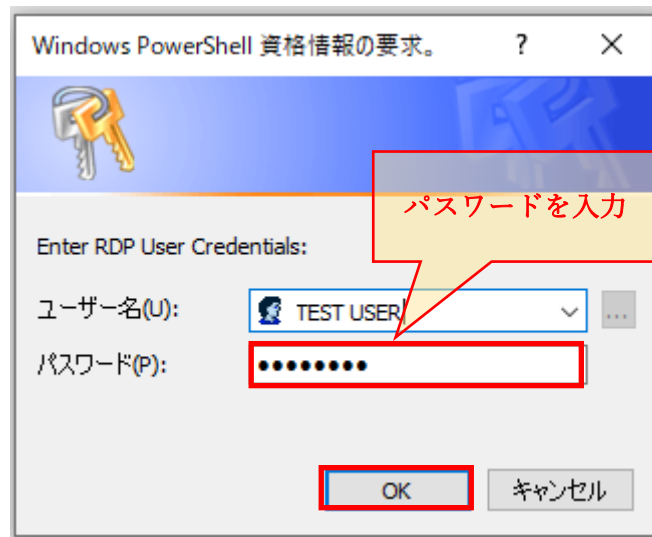 Windows PowerShell 資格情報の要求。 ? ×
パスワードを入力
Enter RDP User Credentials:
ユーザー名(U): TEST USER ...
パスワード(P): ●●●●●●●●
OK キャンセル